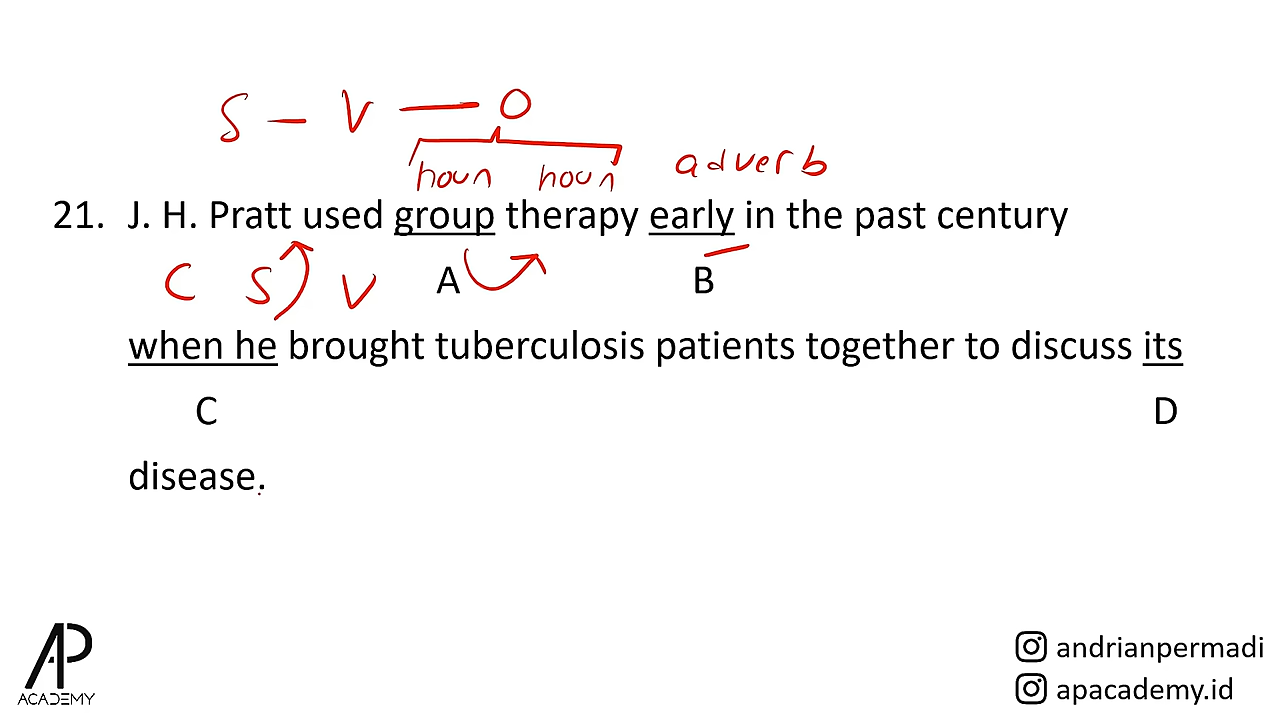 S - V - O
noun noun adverb
21. J. H. Pratt used group therapy early in the past century
C S V A B
when he brought tuberculosis patients together to discuss its
C D
disease.
AP
ACADEMY
andrianpermadi
apacademy.id